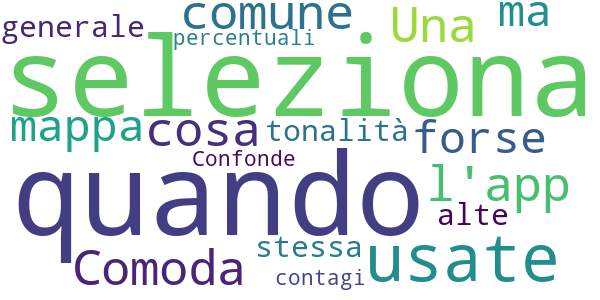 generale comune Una ma
percentuali
seleziona
mappa cosa tonalità forse
Confonde
quando l'app
alte
Comoda stessa usate
contagi